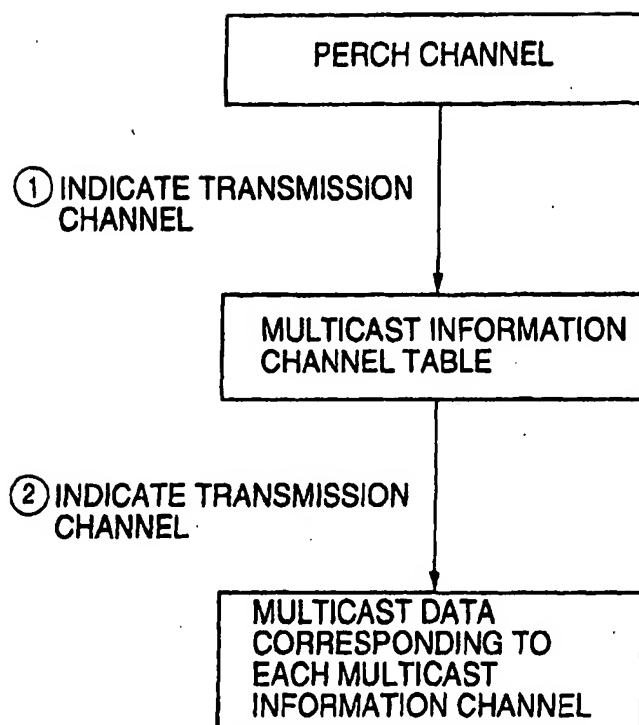 PERCH CHANNEL
① INDICATE TRANSMISSION
CHANNEL
MULTICAST INFORMATION
CHANNEL TABLE
② INDICATE TRANSMISSION
CHANNEL
MULTICAST DATA
CORRESPONDING TO
EACH MULTICAST
INFORMATION CHANNEL